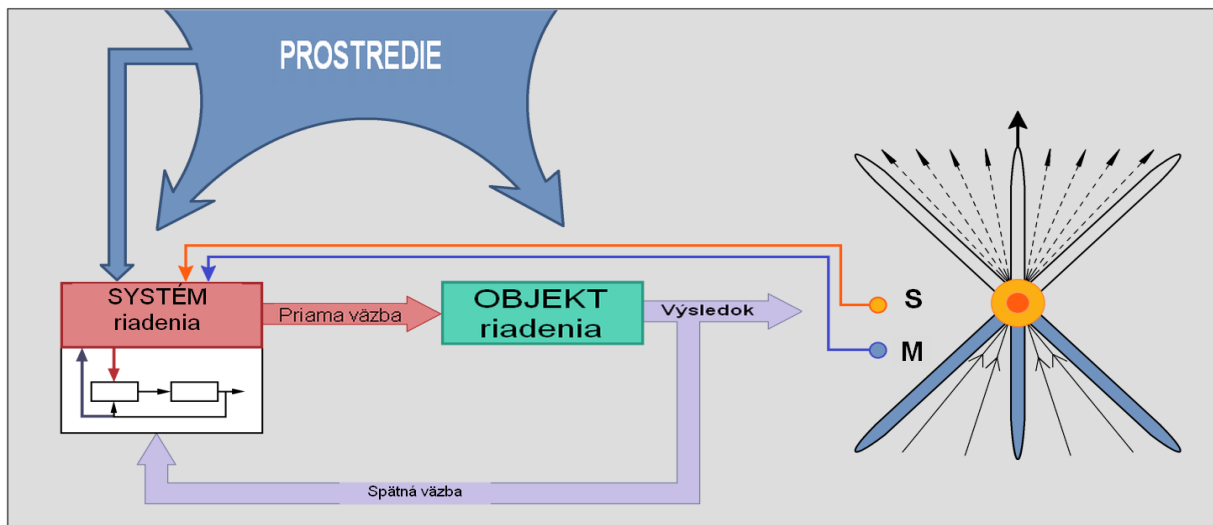 PROSTREDIE
SYSTÉM
riadenia
Priama väzba
OBJEKT
riadenia
Výsledok
S
M
Spätná väzba